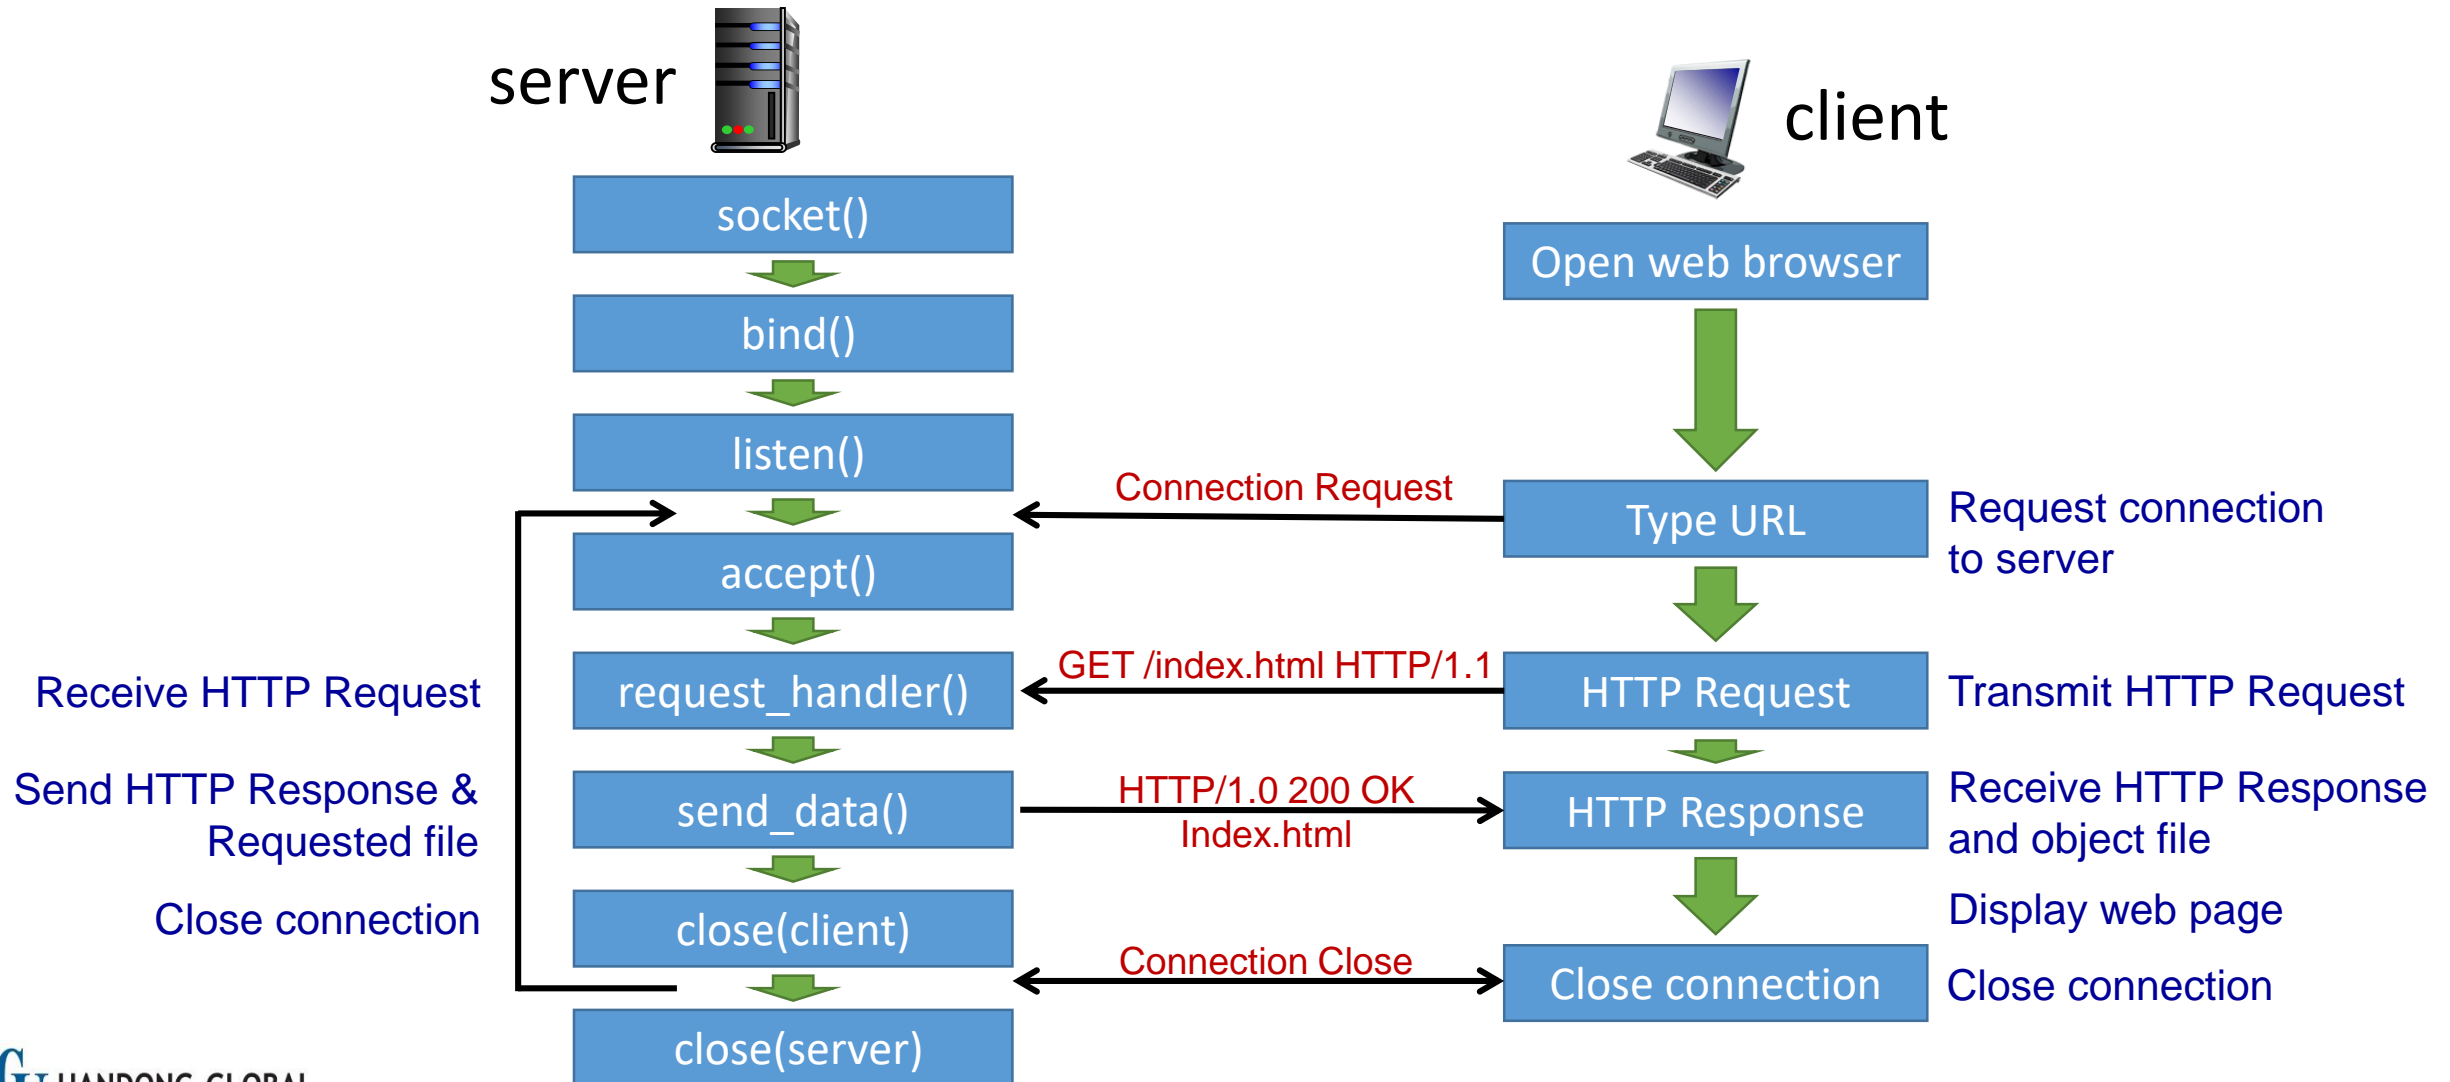 server
client
socket()
Open web browser
bind()
listen()
Connection Request
Type URL
Request connection
to server
accept()
Receive HTTP Request
request_handler()
GET /index.html HTTP/1.1
HTTP Request
Transmit HTTP Request
Send HTTP Response &
Requested file
send_data()
HTTP/1.0 200 OK
Index.html
HTTP Response
Receive HTTP Response
and object file
Close connection
close(client)
Display web page
Connection Close
Close connection
Close connection
close(server)
HANDONG GLOBAL